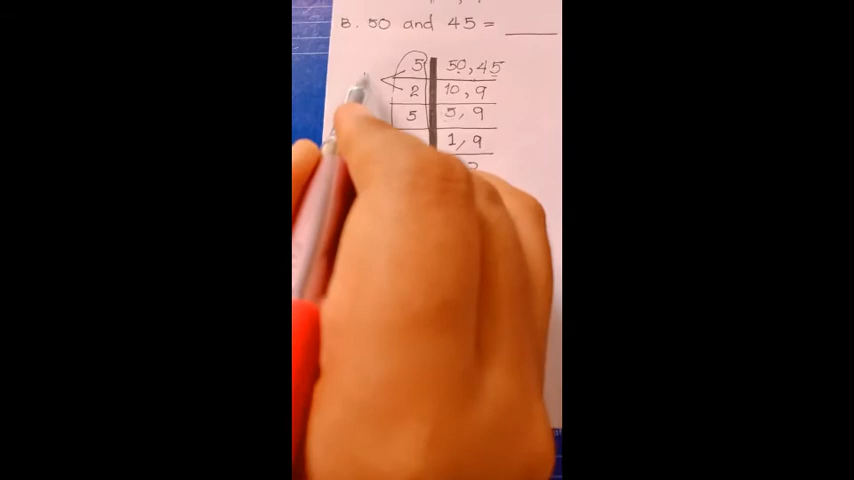 B. 50 and 45 =
5 50, 45
2 10, 9
5 5, 9
1, 9